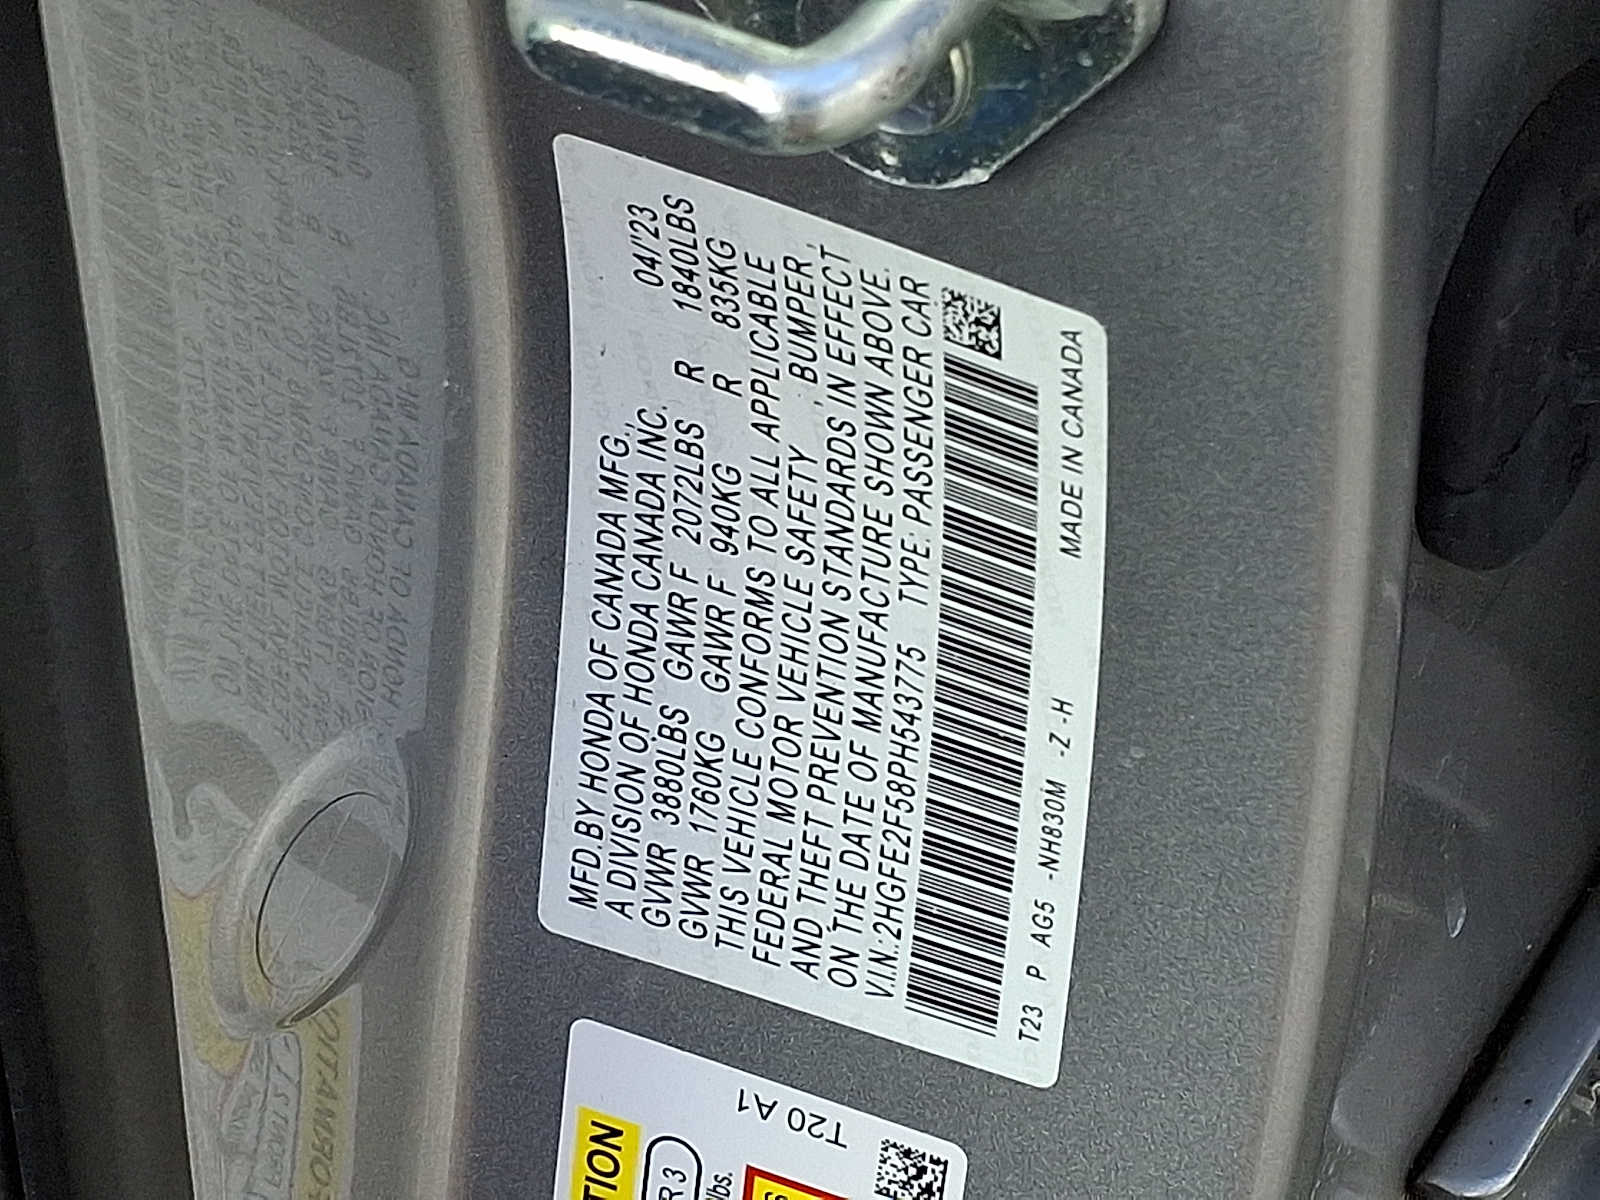 MFD.BY HONDA OF CANADA MFG., 04/'23
A DIVISION OF HONDA CANADA INC.
GVWR 3880LBS GAWR F 2072LBS R 1840LBS
GVWR 1760KG GAWR F 940KG R 835KG
THIS VEHICLE CONFORMS TO ALL APPLICABLE
FEDERAL MOTOR VEHICLE SAFETY , BUMPER,
AND THEFT PREVENTION STANDARDS IN EFFECT
ON THE DATE OF MANUFACTURE SHOWN ABOVE.
V.I.N.:2HGFE2F58PH543775 TYPE: PASSENGER CAR
T23 P AG5 -NH830M -Z -H MADE IN CANADA
T20 A1
TION
R3
lbs.